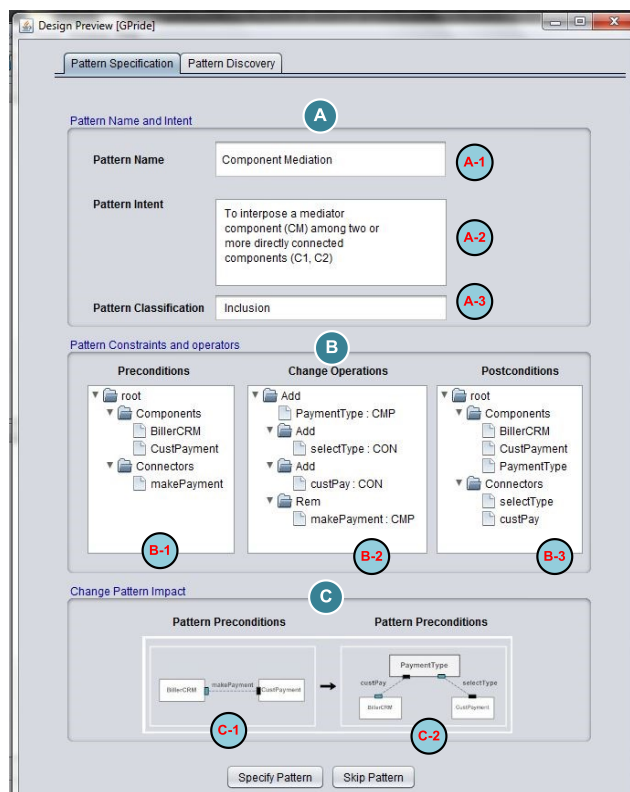 Design Preview [GPride]
Pattern Specification Pattern Discovery
A
Pattern Name and Intent
Pattern Name Component Mediation A-1
Pattern Intent
To interpose a mediator
component (CM) among two or
more directly connected
components (C1, C2)
A-2
Pattern Classification Inclusion A-3
Pattern Constraints and operators
B
Preconditions Change Operations Postconditions
root Add root
Components PaymentType : CMP Components
BillerCRM Add BillerCRM
CustPayment selectType : CON CustPayment
Connectors Add PaymentType
makePayment custPay : CON Connectors
Rem selectType
makePayment : CMP custPay
B-1 B-2 B-3
C
Change Pattern Impact
Pattern Preconditions Pattern Preconditions
BillerCRM makePayment CustPayment
PaymentType
custPay selectType
BillerCRM CustPayment
C-1 C-2
Specify Pattern Skip Pattern